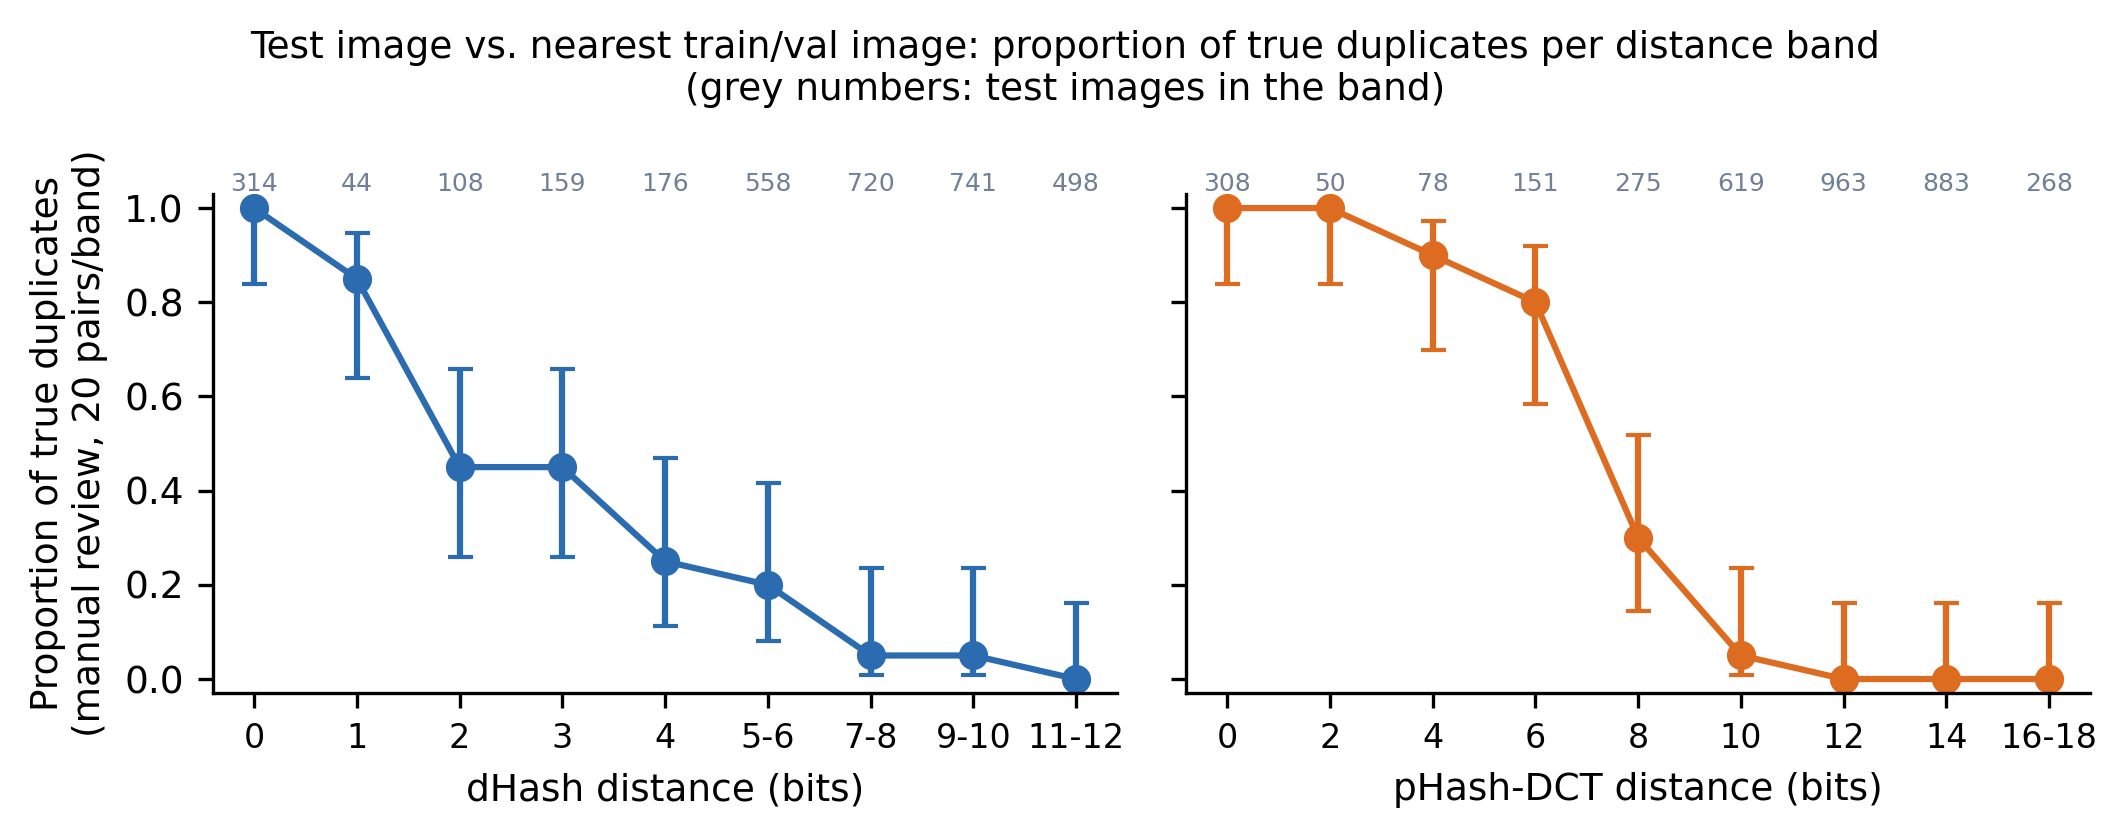 Test image vs. nearest train/val image: proportion of true duplicates per distance band
(grey numbers: test images in the band)
Proportion of true duplicates
(manual review, 20 pairs/band)
314 44 108 159 176 558 720 741 498
1.0
0.8
0.6
0.4
0.2
0.0
0 1 2 3 4 5-6 7-8 9-10 11-12
dHash distance (bits)
308 50 78 151 275 619 963 883 268
0 2 4 6 8 10 12 14 16-18
pHash-DCT distance (bits)